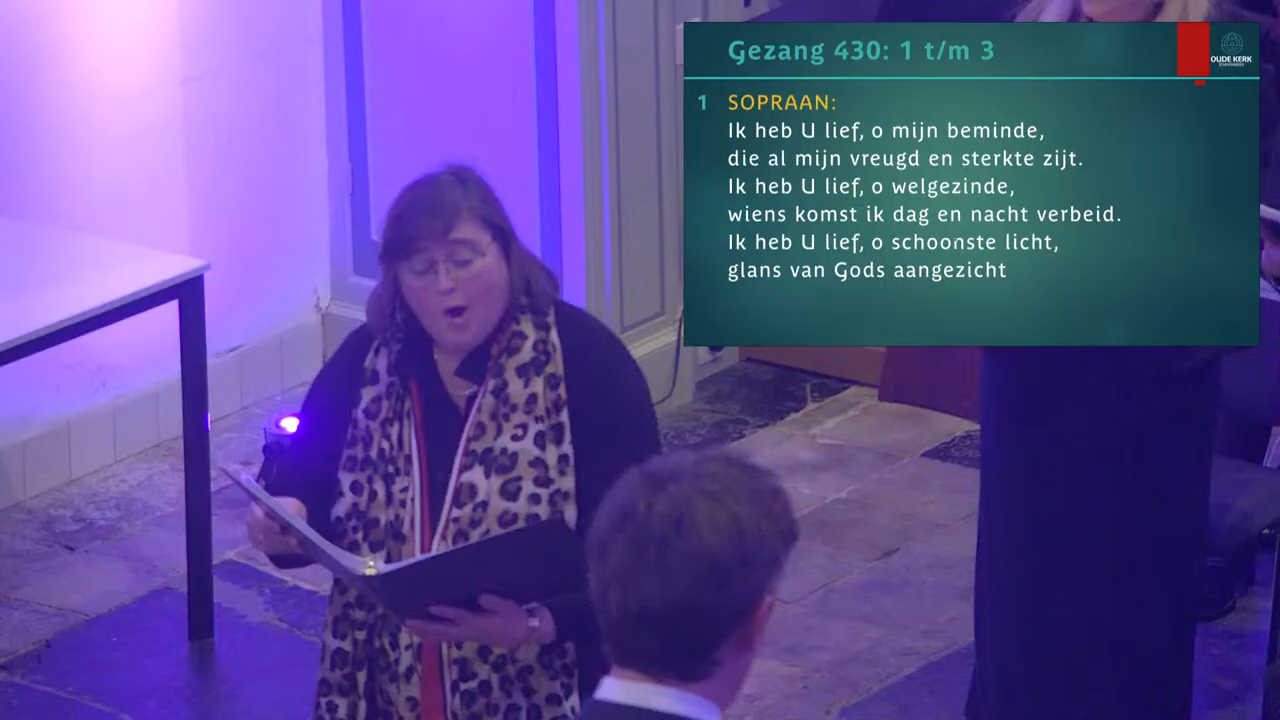 Gezang 430: 1 t/m 3
OUDE KERK
1 SOPRAAN:
Ik heb U lief, o mijn beminde,
die al mijn vreugd en sterkte zijt.
Ik heb U lief, o welgezinde,
wiens komst ik dag en nacht verbeid.
Ik heb U lief, o schoonste licht,
glans van Gods aangezicht